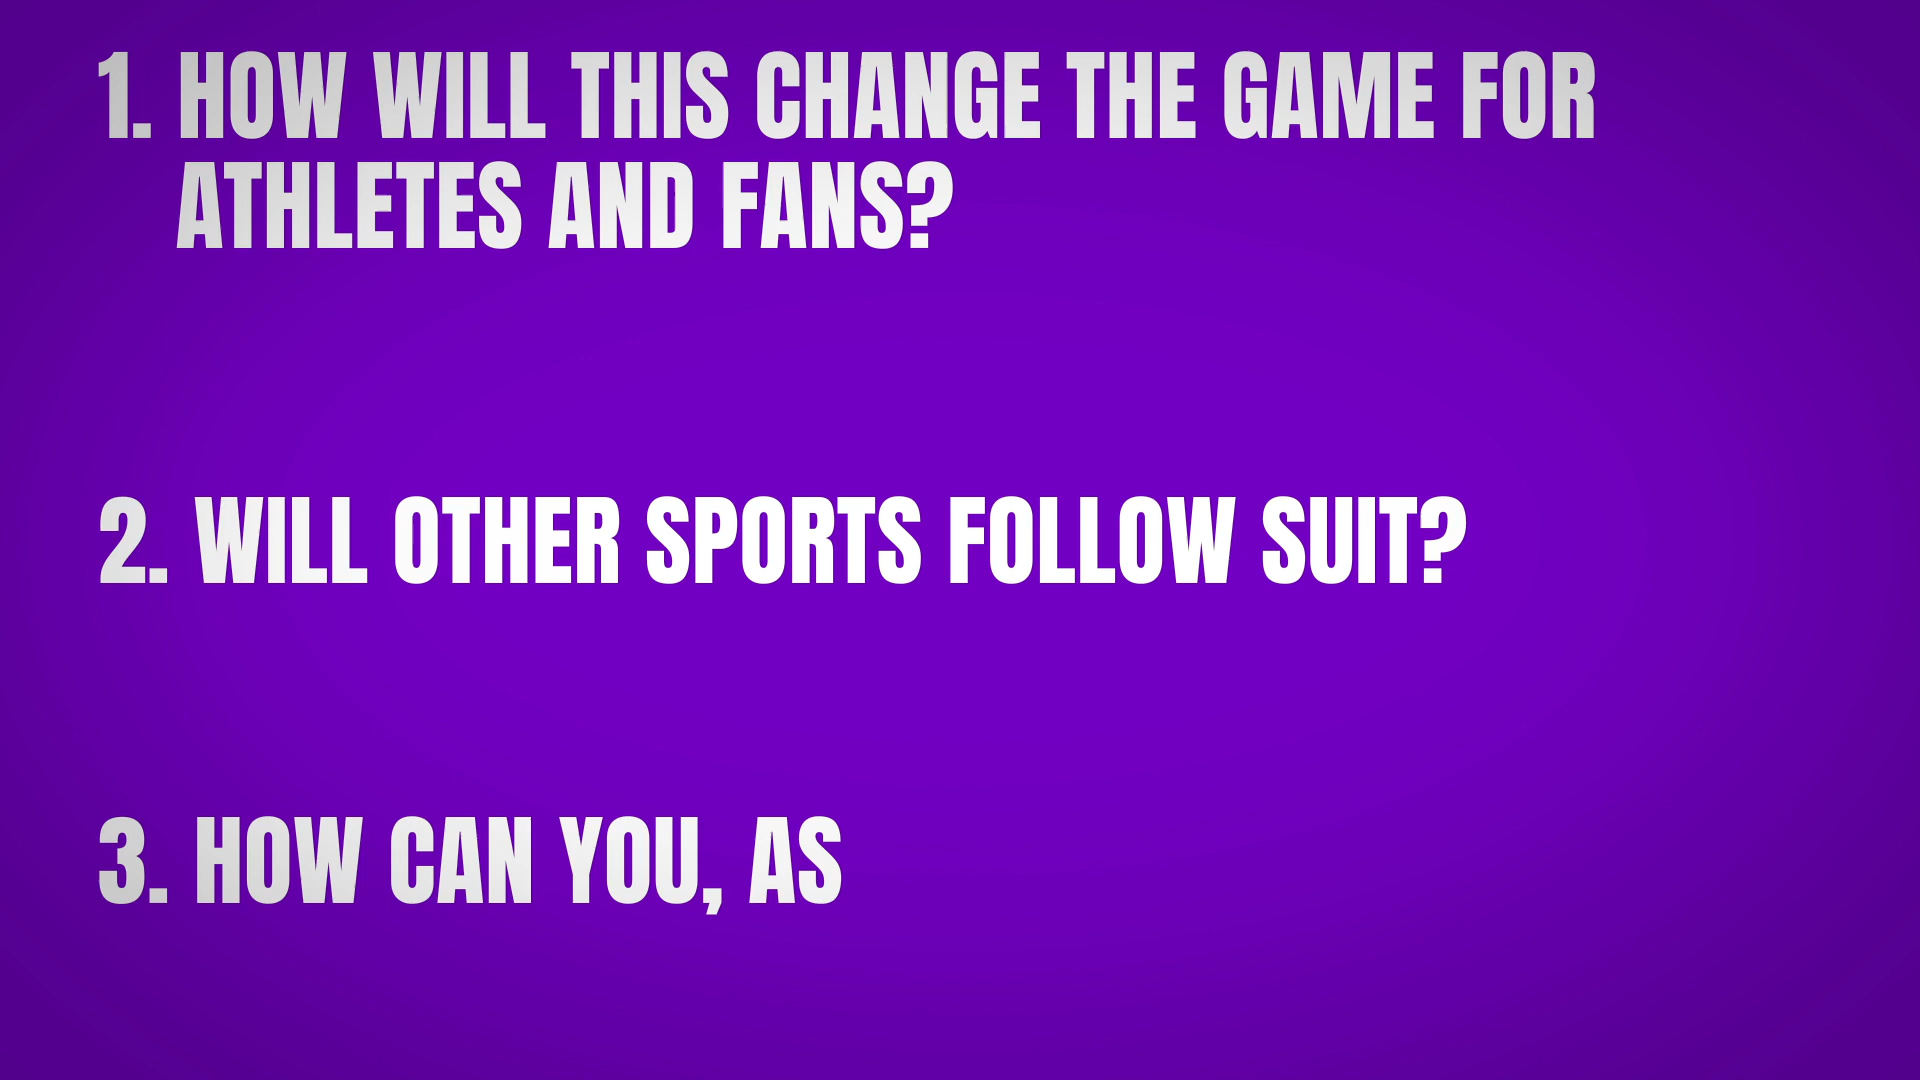 1. HOW WILL THIS CHANGE THE GAME FOR
ATHLETES AND FANS?
2. WILL OTHER SPORTS FOLLOW SUIT?
3. HOW CAN YOU, AS